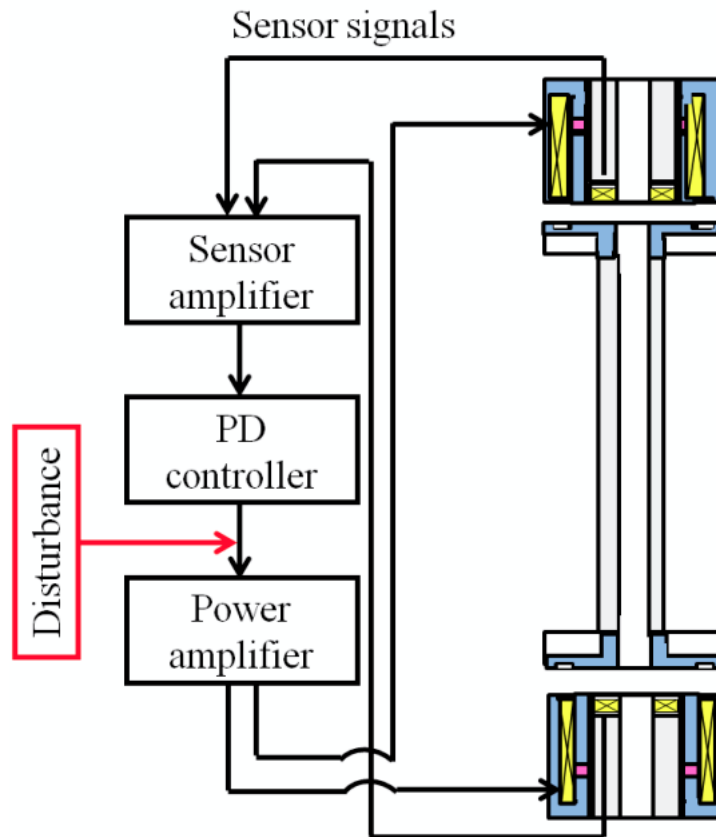 Sensor signals
Sensor
amplifier
PD
controller
Disturbance
Power
amplifier